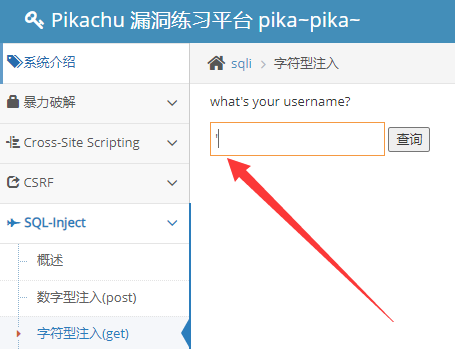 Pikachu 漏洞练习平台 pika~pika~
系统介绍
暴力破解
Cross-Site Scripting
CSRF
SQL-Inject
概述
数字型注入(post)
字符型注入(get)
sqli > 字符型注入
what's your username?
' 查询